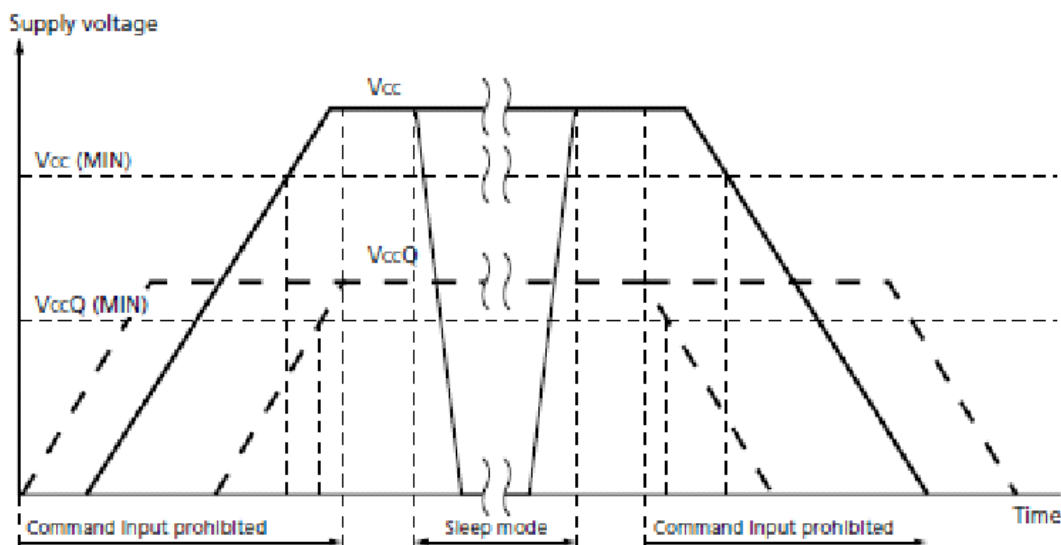 Supply voltage
Vcc
Vcc (MIN)
VccQ
VccQ (MIN)
Time
Command input prohibited
Sleep mode
Command input prohibited